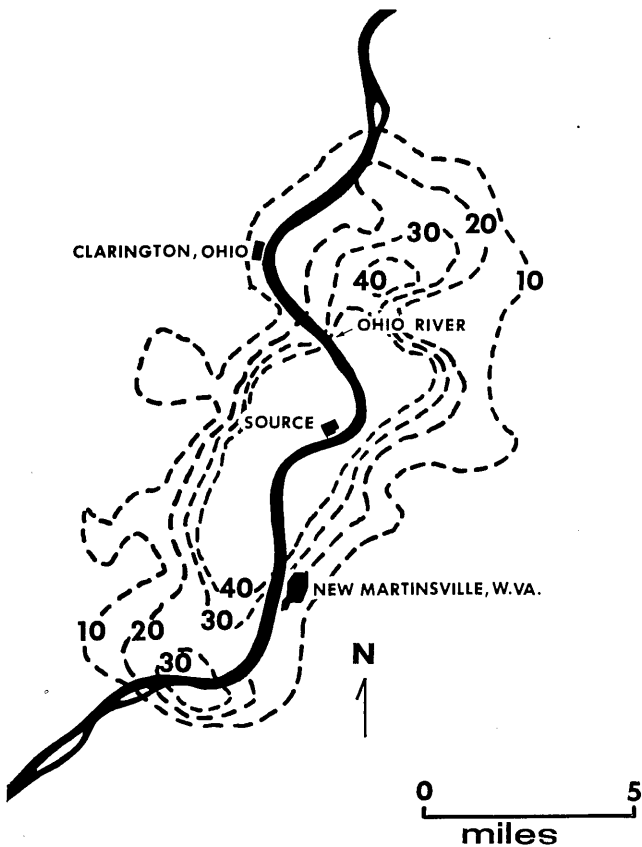 20
30
CLARINGTON, OHIO
40
10
OHIO RIVER
SOURCE
40
NEW MARTINSVILLE, W.VA.
30
10
20
30
N
0
5
miles